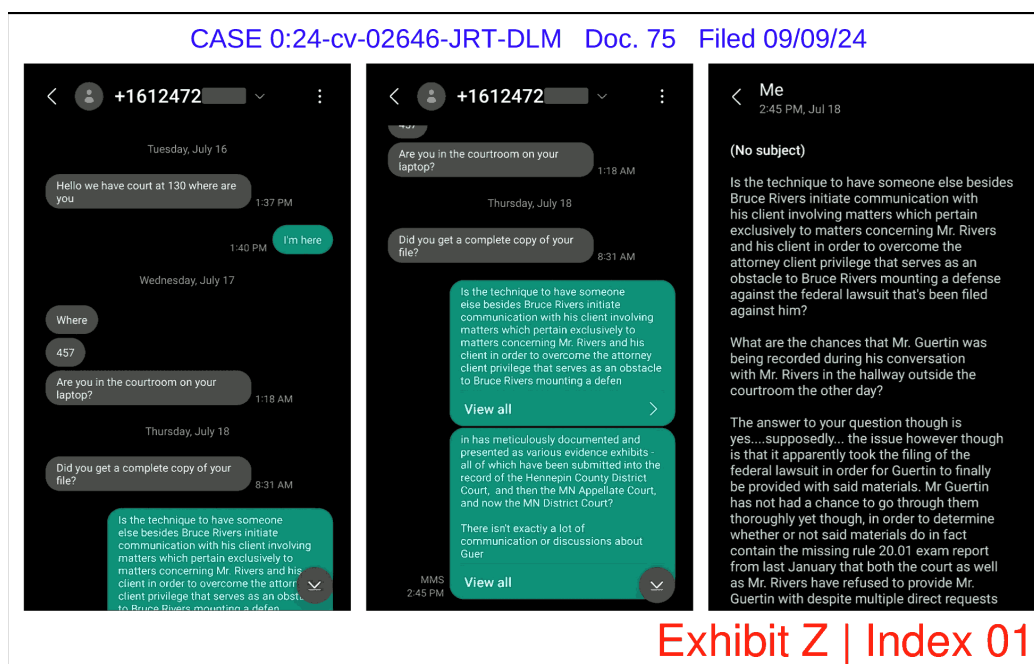 CASE 0:24-cv-02646-JRT-DLM Doc. 75 Filed 09/09/24
+1612472
Tuesday, July 16
Hello we have court at 130 where are
you
1:37 PM
I'm here
1:40 PM
Wednesday, July 17
Where
457
Are you in the courtroom on your
laptop?
1:18 AM
Thursday, July 18
Did you get a complete copy of your
file?
8:31 AM
Is the technique to have someone
else besides Bruce Rivers initiate
communication with his client involving
matters which pertain exclusively to
matters concerning Mr. Rivers and his
client in order to overcome the attorr
client privilege that serves as an obst
to Bruce Rivers mounting a defen
+1612472
457
Are you in the courtroom on your
laptop?
1:18 AM
Thursday, July 18
Did you get a complete copy of your
file?
8:31 AM
Is the technique to have someone
else besides Bruce Rivers initiate
communication with his client involving
matters which pertain exclusively to
matters concerning Mr. Rivers and his
client in order to overcome the attorney
client privilege that serves as an obstacle
to Bruce Rivers mounting a defen
View all
in has meticulously documented and
presented as various evidence exhibits -
all of which have been submitted into the
record of the Hennepin County District
Court, and then the MN Appellate Court,
and now the MN District Court?
There isn't exactly a lot of
communication or discussions about
Guer
View all
MMS
2:45 PM
Me
2:45 PM, Jul 18
(No subject)
Is the technique to have someone else besides
Bruce Rivers initiate communication with
his client involving matters which pertain
exclusively to matters concerning Mr. Rivers
and his client in order to overcome the
attorney client privilege that serves as an
obstacle to Bruce Rivers mounting a defense
against the federal lawsuit that's been filed
against him?
What are the chances that Mr. Guertin was
being recorded during his conversation
with Mr. Rivers in the hallway outside the
courtroom the other day?
The answer to your question though is
yes....supposedly... the issue however though
is that it apparently took the filing of the
federal lawsuit in order for Guertin to finally
be provided with said materials. Mr Guertin
has not had a chance to go through them
thoroughly yet though, in order to determine
whether or not said materials do in fact
contain the missing rule 20.01 exam report
from last January that both the court as well
as Mr. Rivers have refused to provide Mr.
Guertin with despite multiple direct requests
Exhibit Z | Index 01